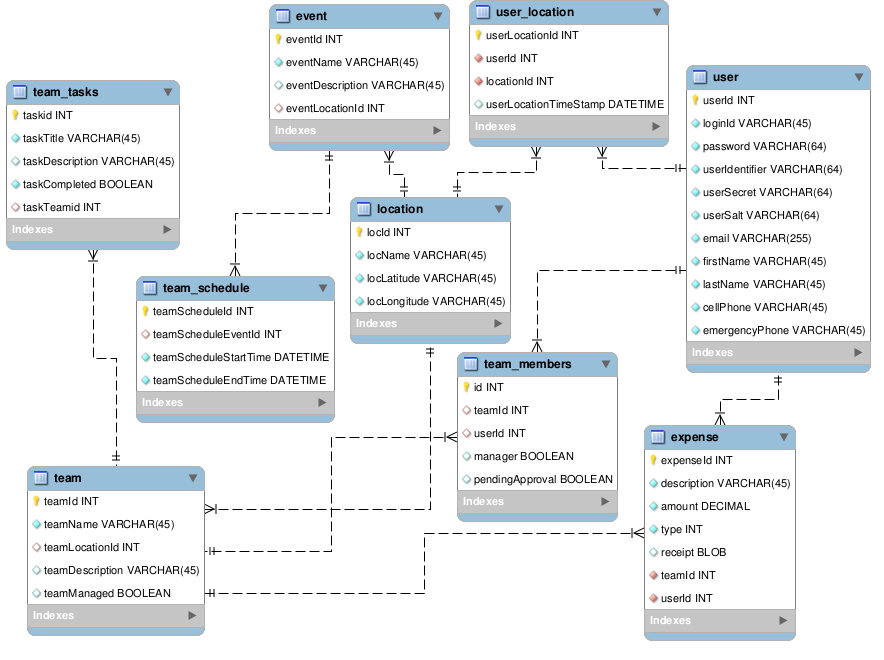 event
eventId INT
eventName VARCHAR(45)
eventDescription VARCHAR(45)
eventLocationId INT
Indexes
user_location
userLocationId INT
userId INT
locationId INT
userLocationTimeStamp DATETIME
Indexes
team_tasks
taskid INT
taskTitle VARCHAR(45)
taskDescription VARCHAR(45)
taskCompleted BOOLEAN
taskTeamid INT
Indexes
user
userId INT
loginId VARCHAR(45)
password VARCHAR(64)
userIdentifier VARCHAR(64)
userSecret VARCHAR(64)
userSalt VARCHAR(64)
email VARCHAR(255)
firstName VARCHAR(45)
lastName VARCHAR(45)
cellPhone VARCHAR(45)
emergencyPhone VARCHAR(45)
Indexes
location
locId INT
locName VARCHAR(45)
locLatitude VARCHAR(45)
locLongitude VARCHAR(45)
Indexes
team_schedule
teamScheduleId INT
teamScheduleEventId INT
teamScheduleStartTime DATETIME
teamScheduleEndTime DATETIME
Indexes
team_members
id INT
teamId INT
userId INT
manager BOOLEAN
pendingApproval BOOLEAN
Indexes
team
teamId INT
teamName VARCHAR(45)
teamLocationId INT
teamDescription VARCHAR(45)
teamManaged BOOLEAN
Indexes
expense
expenseId INT
description VARCHAR(45)
amount DECIMAL
type INT
receipt BLOB
teamId INT
userId INT
Indexes